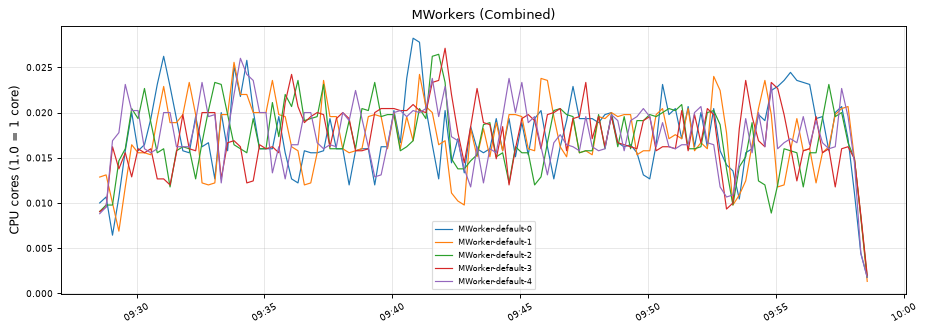 MWorkers (Combined)
CPU cores (1.0 = 1 core)
0.025
0.020
0.015
0.010
0.005
0.000
MWorker-default-0
MWorker-default-1
MWorker-default-2
MWorker-default-3
MWorker-default-4
09:30 09:35 09:40 09:45 09:50 09:55 10:00